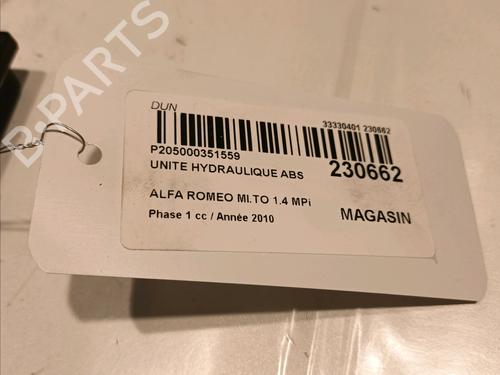 B-PARTS
DUN
33330401 230662
P205000351559
UNITE HYDRAULIQUE ABS
230662
ALFA ROMEO MI.TO 1.4 MPi
Phase 1 cc / Année 2010
MAGASIN